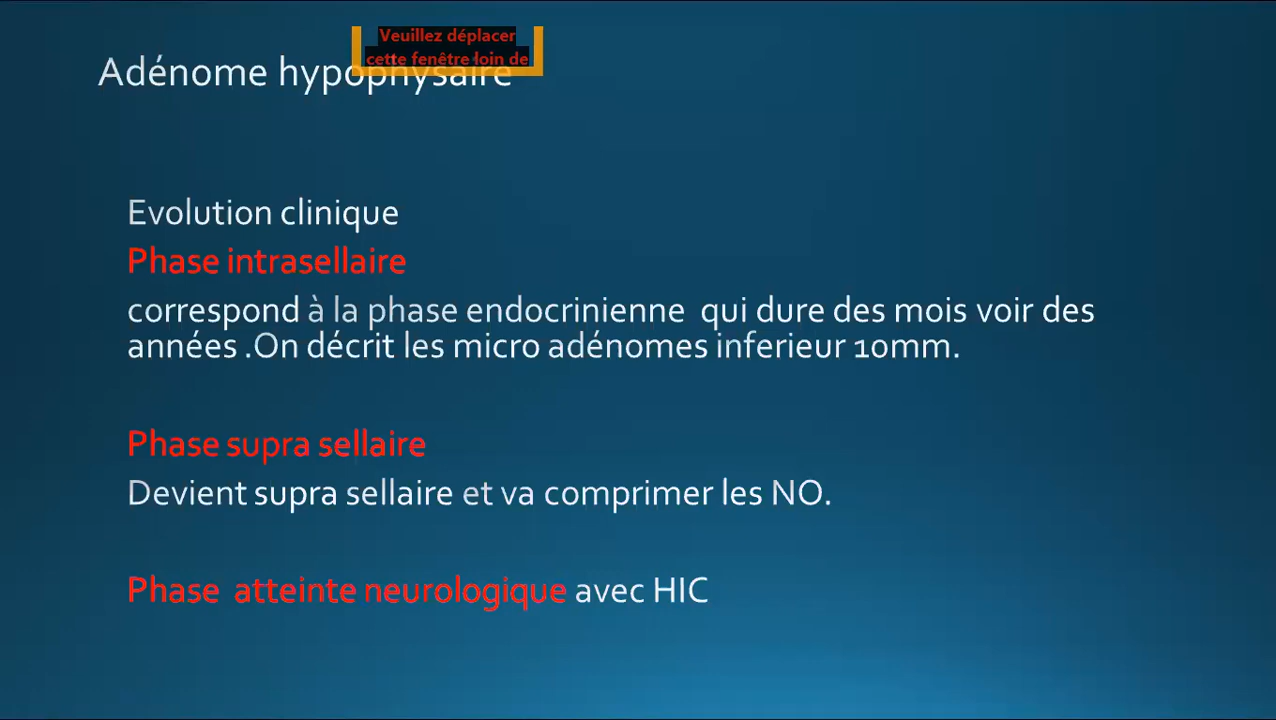 Veuillez déplacer
cette fenêtre loin de
Adénome hypophysaire
Evolution clinique
Phase intrasellaire
correspond à la phase endocrinienne qui dure des mois voir des
années .On décrit les micro adénomes inferieur 10mm.
Phase supra sellaire
Devient supra sellaire et va comprimer les NO.
Phase atteinte neurologique avec HIC